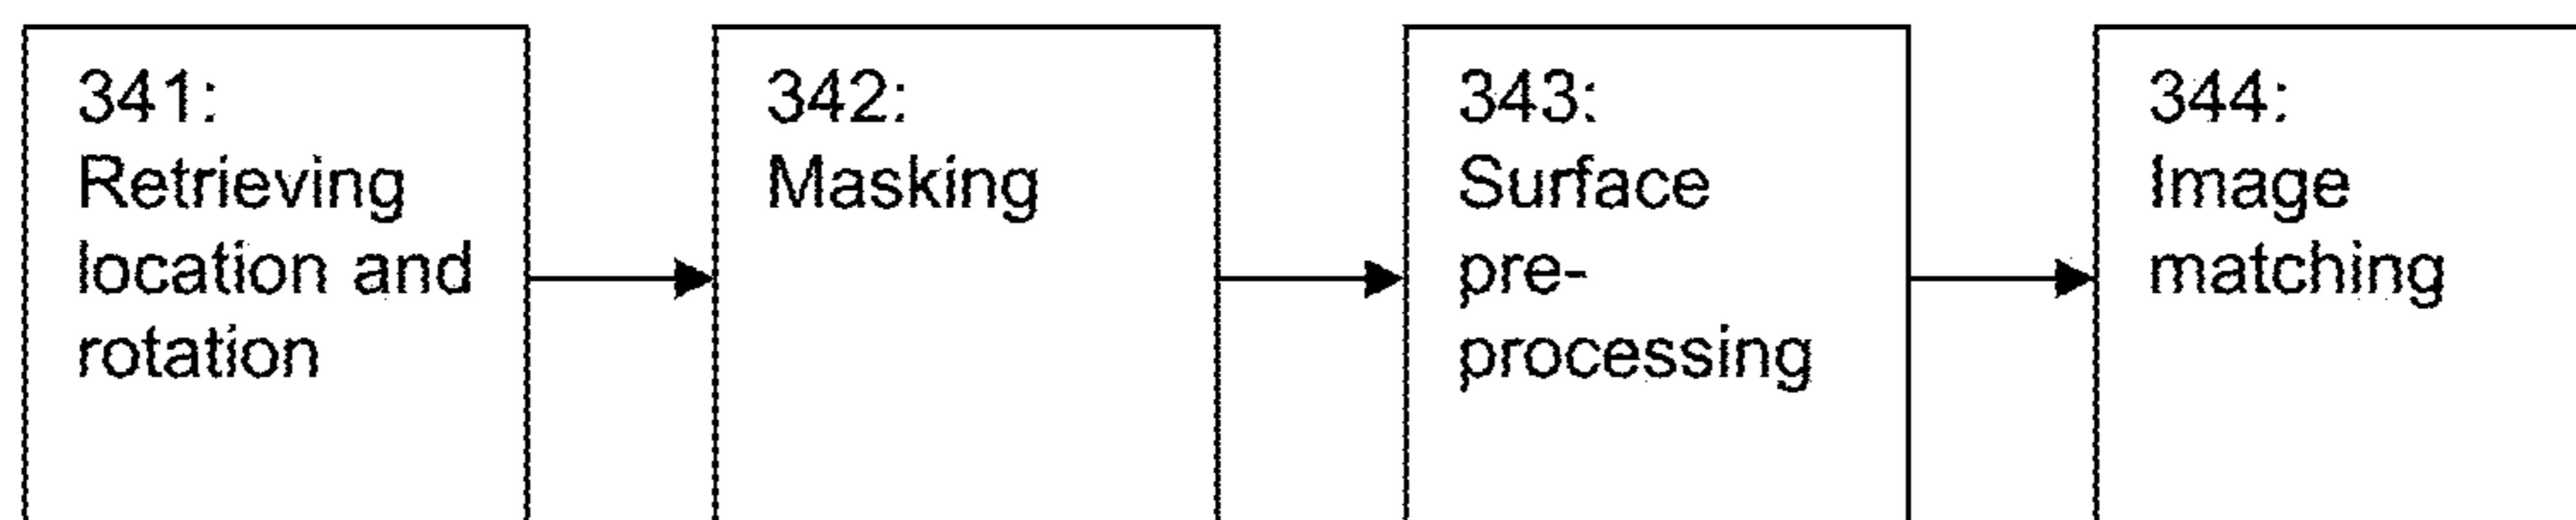 341:
Retrieving
location and
rotation
342:
Masking
343:
Surface
pre-
processing
344:
Image
matching